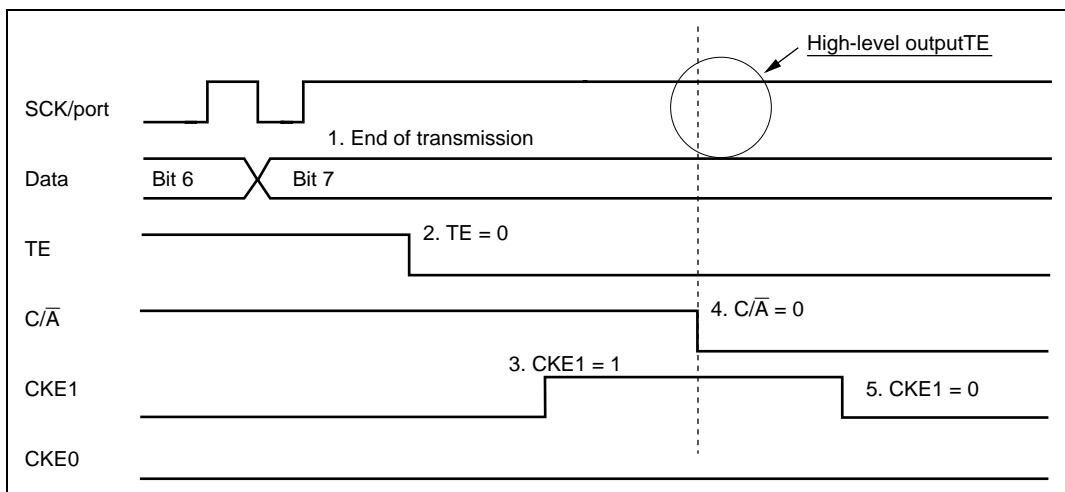 High-level outputTE
SCK/port
1. End of transmission
Data
Bit 6
Bit 7
TE
2. TE = 0
C/A̅
4. C/A̅ = 0
3. CKE1 = 1
CKE1
5. CKE1 = 0
CKE0